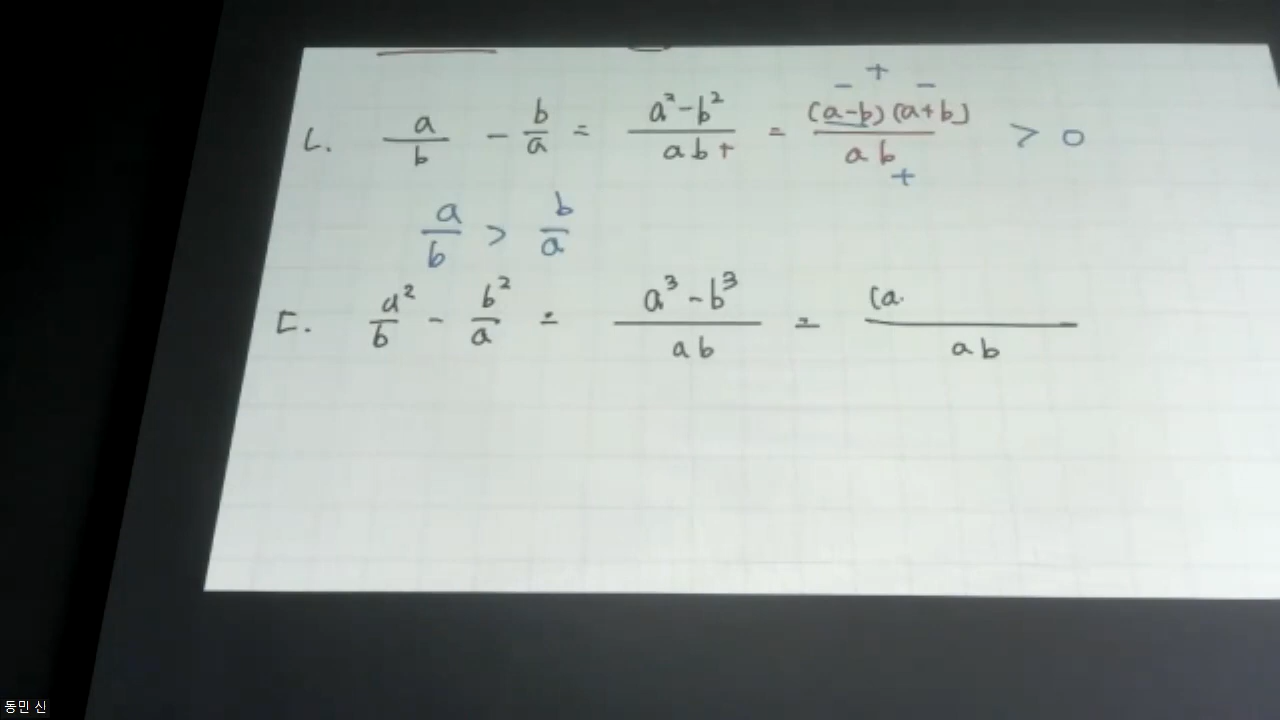 ㄴ. a/b - b/a = a²-b²/ab+ = (a-b)(a+b)/ab > 0
- + -
+
a/b > b/a
ㄷ. a²/b - b²/a = a³-b³/ab = (a·/ab
동민 신